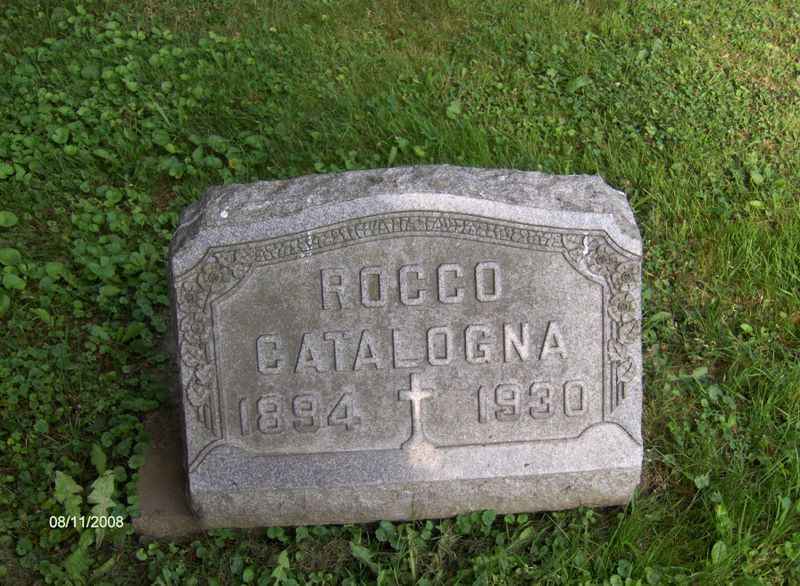 ROCCO
CATALOGNA
1894 1930
08/11/2008